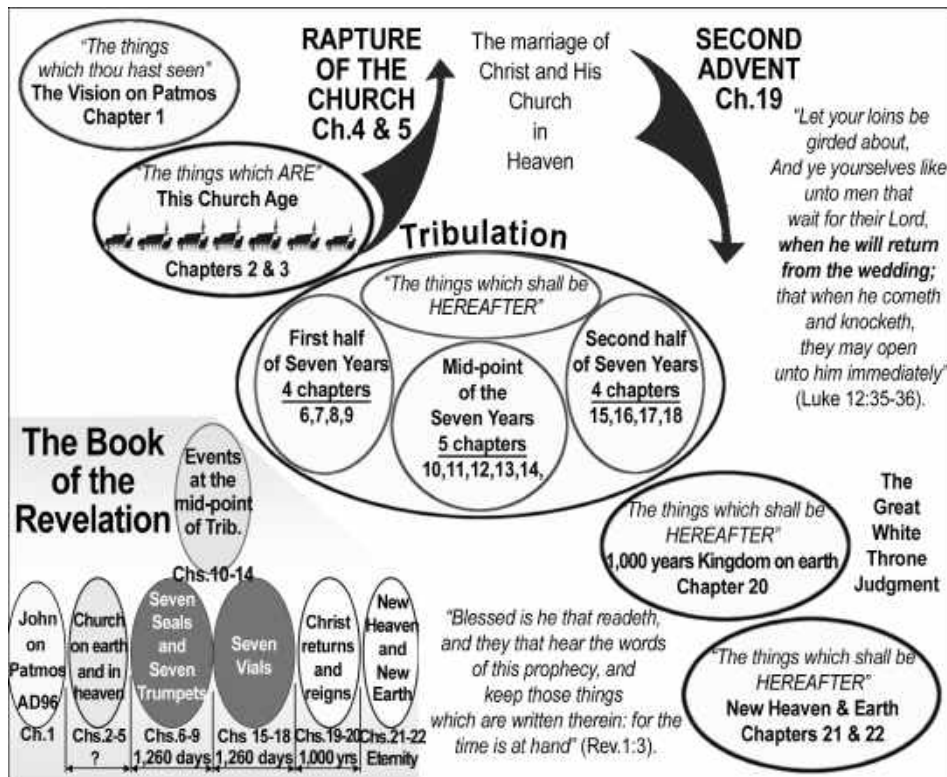 "The things
which thou hast seen"
The Vision on Patmos
Chapter 1
RAPTURE
OF THE
CHURCH
Ch.4 & 5
The marriage of
Christ and His
Church
in
Heaven
SECOND
ADVENT
Ch.19
"Let your loins be
girded about,
And ye yourselves like
unto men that
wait for their Lord,
when he will return
from the wedding;
that when he cometh
and knocketh,
they may open
unto him immediately"
(Luke 12:35-36).
"The things which ARE"
This Church Age
Chapters 2 & 3
Tribulation
"The things which shall be
HEREAFTER"
First half
of Seven Years
4 chapters
6,7,8,9
Mid-point
of the
Seven Years
5 chapters
10,11,12,13,14,
Second half
of Seven Years
4 chapters
15,16,17,18
The Book
of the
Revelation
Events
at the
mid-point
of Trib.
Chs.10-14
John
on
Patmos
AD96
Ch.1
Church
on earth
and in
heaven
Chs.2-5
?
Seven
Seals
and
Seven
Trumpets
Chs.6-9
1,260 days
Seven
Vials
Chs 15-18
1,260 days
Christ
returns
and
reigns
Chs.19-20
1,000 yrs
New
Heaven
and
New
Earth
Chs.21-22
Eternity
"The things which shall be
HEREAFTER"
1,000 years Kingdom on earth
Chapter 20
The
Great
White
Throne
Judgment
"Blessed is he that readeth,
and they that hear the words
of this prophecy, and
keep those things
which are written therein: for the
time is at hand" (Rev.1:3).
"The things which shall be
HEREAFTER"
New Heaven & Earth
Chapters 21 & 22